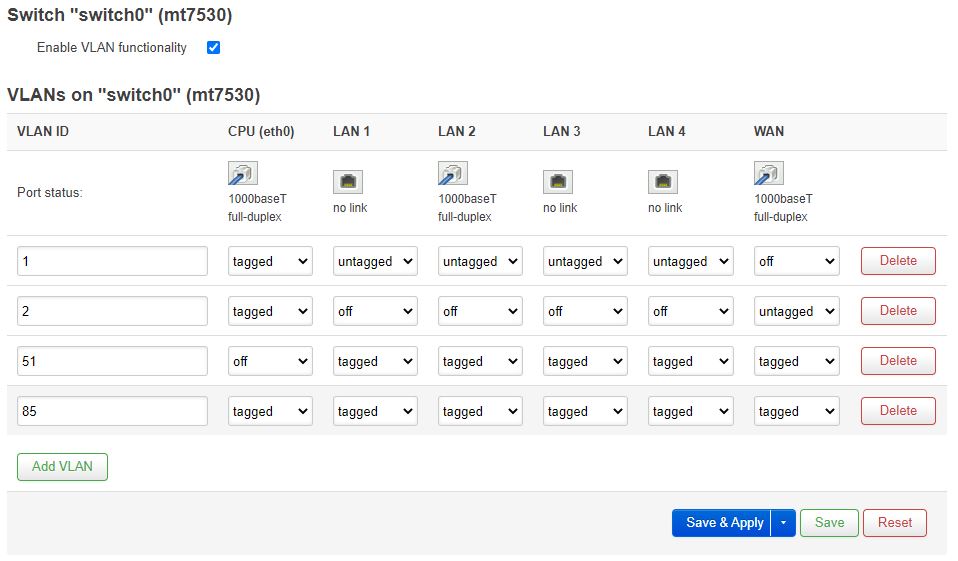 Switch "switch0" (mt7530)
Enable VLAN functionality
VLANs on "switch0" (mt7530)
VLAN ID CPU (eth0) LAN 1 LAN 2 LAN 3 LAN 4 WAN
Port status: 1000baseT full-duplex no link 1000baseT full-duplex no link no link 1000baseT full-duplex
1 tagged untagged untagged untagged untagged off Delete
2 tagged off off off off untagged Delete
51 off tagged tagged tagged tagged tagged Delete
85 tagged tagged tagged tagged tagged tagged Delete
Add VLAN
Save & Apply Save Reset